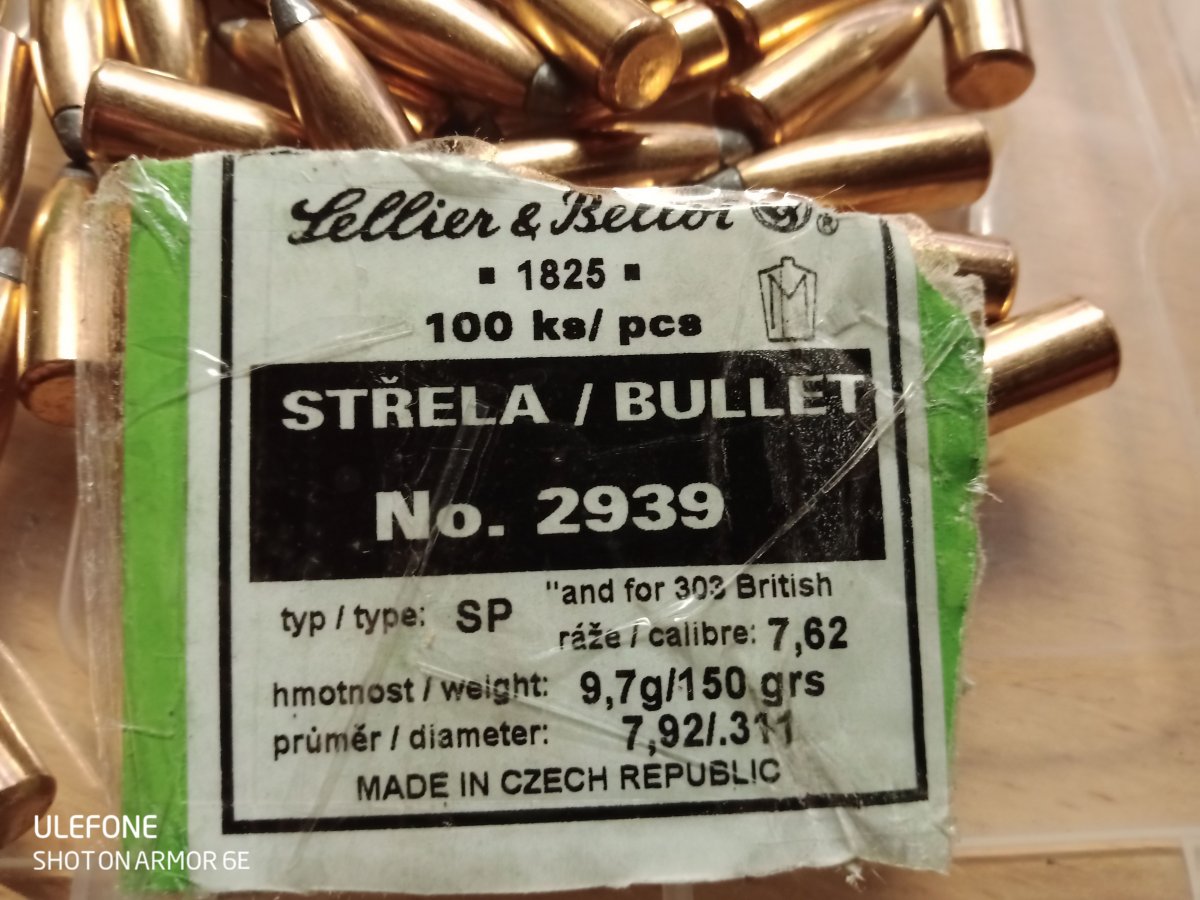 Lellier & Bellot ®
▪ 1825 ▪
100 ks/ pcs
STŘELA / BULLET
No. 2939
typ / type: SP "and for 303 British
ráže / calibre: 7,62
hmotnost / weight: 9,7g/150 grs
průměr / diameter: 7,92/.311
MADE IN CZECH REPUBLIC
ULEFONE
SHOT ON ARMOR 6E